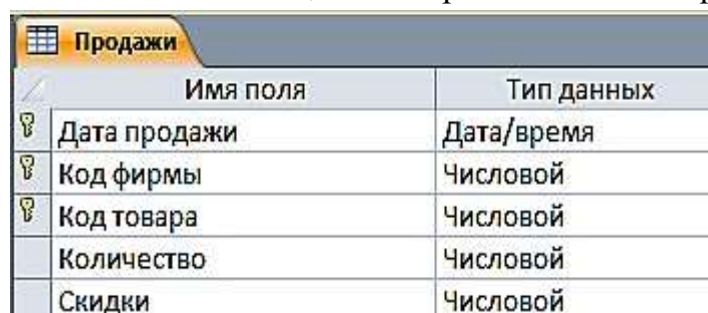 Продажи
Имя поля Тип данных
Дата продажи Дата/время
Код фирмы Числовой
Код товара Числовой
Количество Числовой
Скидки Числовой